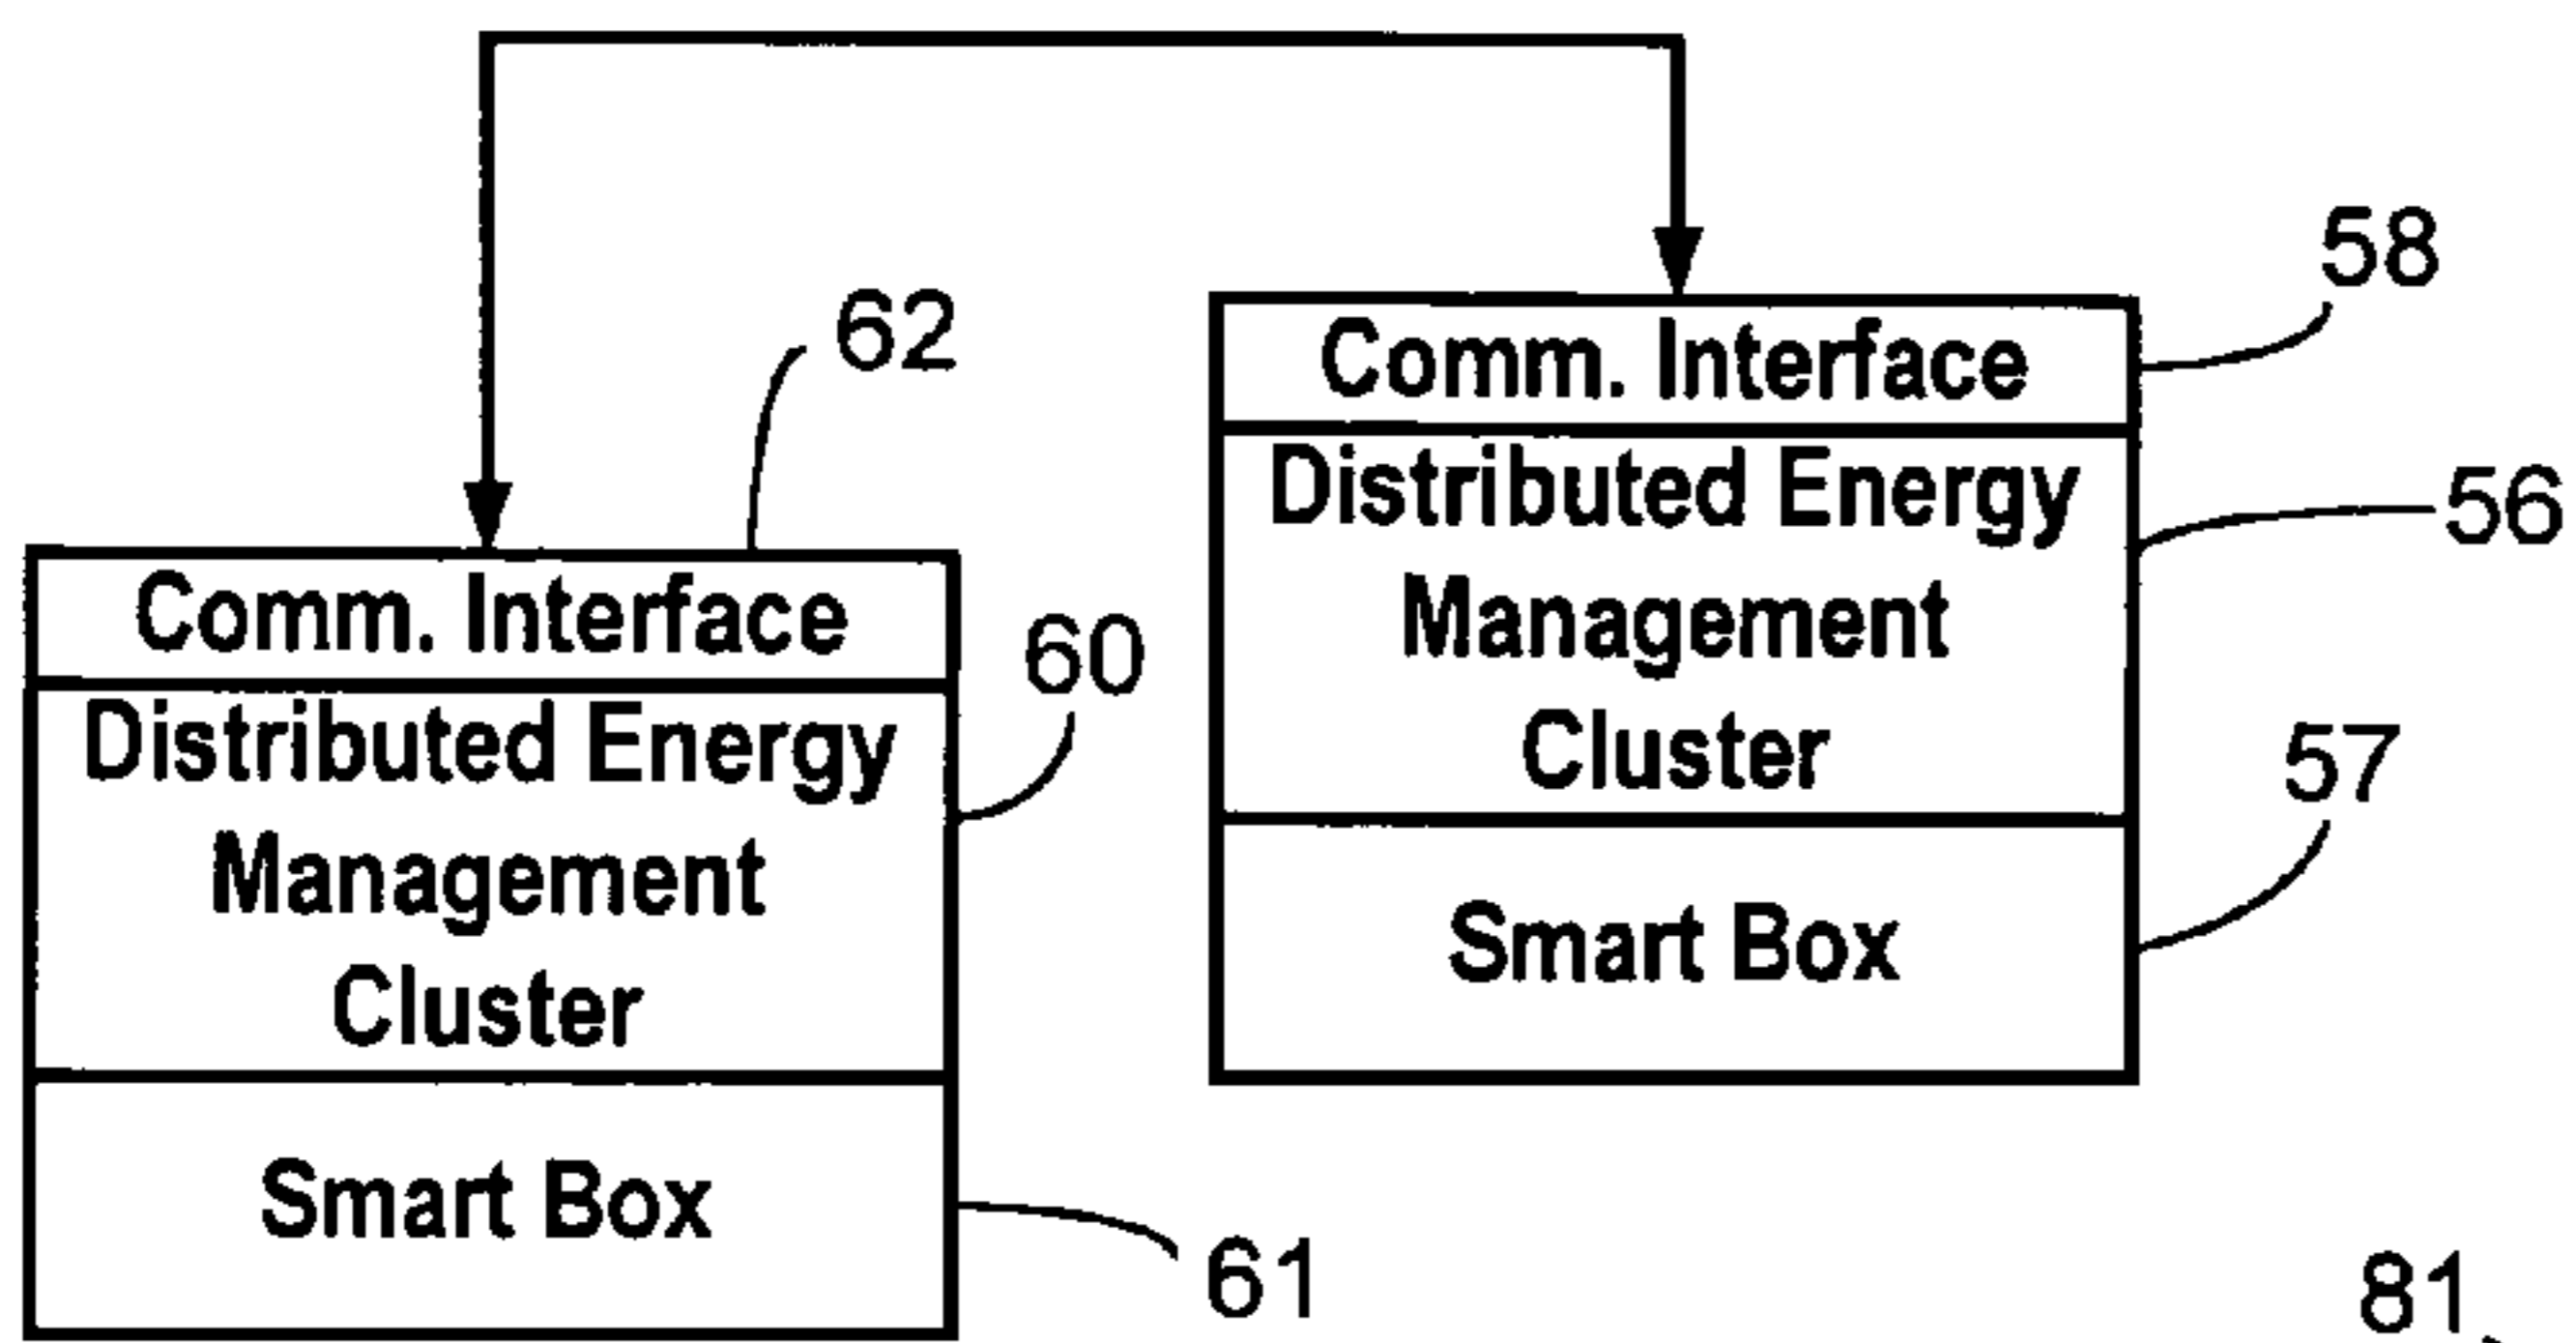 62
Comm. Interface
Distributed Energy
Management
Cluster
60
Smart Box
61
58
Comm. Interface
Distributed Energy
Management
Cluster
56
Smart Box
57
81